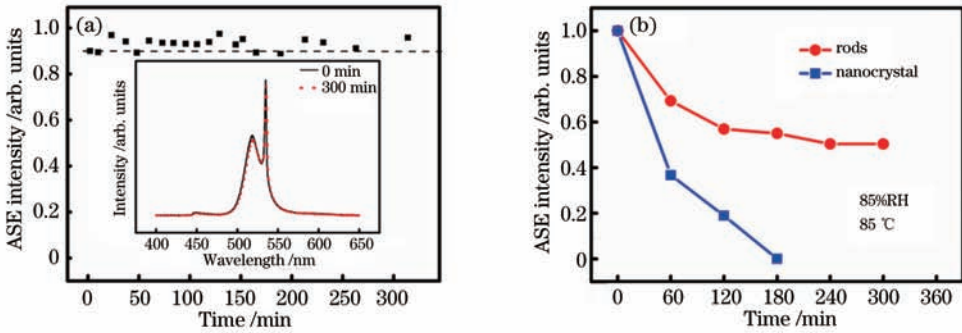 (a)
ASE intensity /arb. units
1.0
0.8
0.6
0.4
0.2
0
0 50 100 150 200 250 300
Time /min
Intensity /arb. units
0 min
300 min
400 450 500 550 600 650
Wavelength /nm
(b)
ASE intensity /arb. units
1.0
0.8
0.6
0.4
0.2
0
rods
nanocrystal
85%RH
85 ℃
0 60 120 180 240 300 360
Time /min